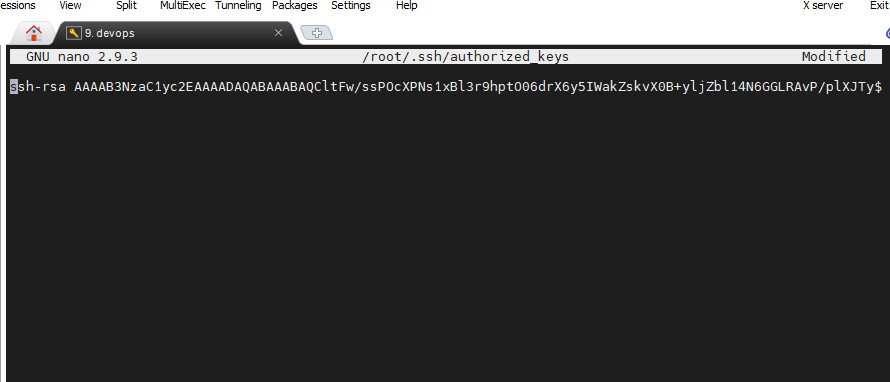 essions View Split MultiExec Tunneling Packages Settings Help X server Exit
9. devops
GNU nano 2.9.3 /root/.ssh/authorized_keys Modified
ssh-rsa AAAAB3NzaC1yc2EAAAADAQABAAABAQCltFw/ssPOcXPNs1xBl3r9hptO06drX6y5IWakZskvX0B+yljZbl14N6GGLRAvP/plXJTy$